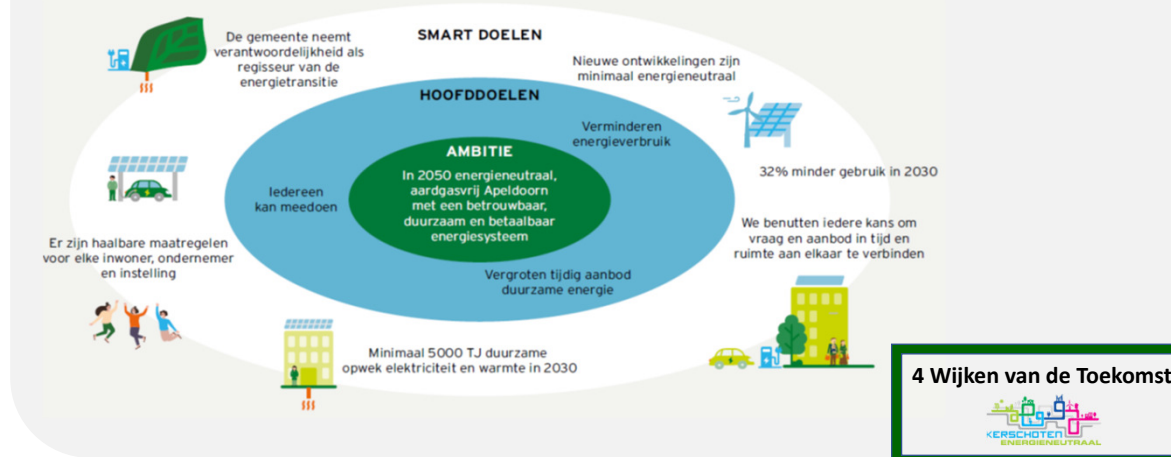 De gemeente neemt
verantwoordelijkheid als
regisseur van de
energietransitie
SMART DOELEN
Nieuwe ontwikkelingen zijn
minimaal energieneutraal
HOOFDDOELEN
Verminderen
energieverbruik
AMBITIE
In 2050 energieneutraal,
aardgasvrij Apeldoorn
met een betrouwbaar,
duurzaam en betaalbaar
energiesysteem
32% minder gebruik in 2030
Iedereen
kan meedoen
We benutten iedere kans om
vraag en aanbod in tijd en
ruimte aan elkaar te verbinden
Er zijn haalbare maatregelen
voor elke inwoner, ondernemer
en instelling
Vergroten tijdig aanbod
duurzame energie
Minimaal 5000 TJ duurzame
opwek elektriciteit en warmte in 2030
4 Wijken van de Toekomst
KERSCHOTEN
ENERGIENEUTRAAL